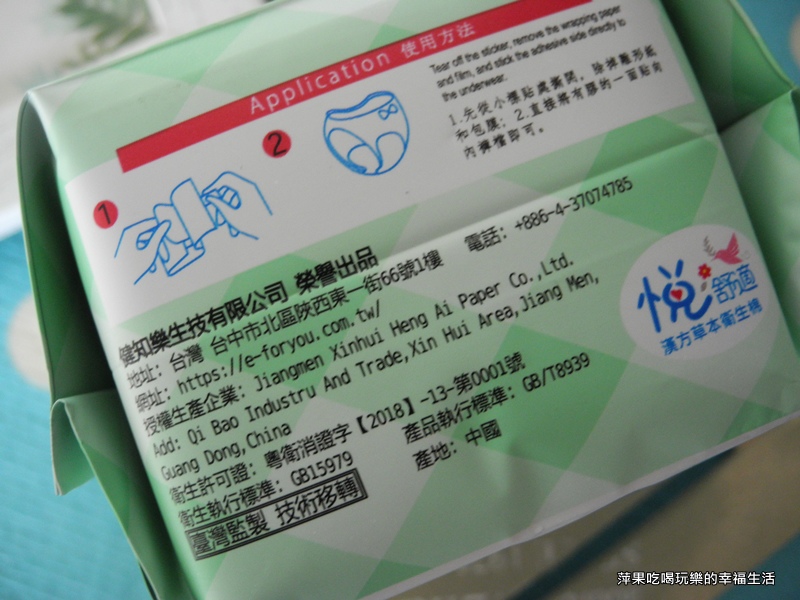 Application 使用方法
1
2
Tear off the sticker, remove the wrapping paper
and film, and stick the adhesive side directly to
the underwear.
1.先從小標貼處撕開，除掉離形紙
和包膜；2.直接將有膠的一面貼向
內褲檔即可。
健知樂生技有限公司 榮譽出品
地址：台灣 台中市北區陝西東一街66號1樓 電話：+886-4-37074785
網址：https://e-foryou.com.tw/
授權生產企業：Jiangmen Xinhui Heng Ai Paper Co.,Ltd.
Add: Qi Bao Industru And Trade,Xin Hui Area,Jiang Men,
Guang Dong,China
衛生許可證：粵衛消證字【2018】-13-第0001號
衛生執行標準：GB15979 產品執行標準：GB/T8939
產地：中國
臺灣監製 技術移轉
悅舒適
漢方草本衛生棉
萍果吃喝玩樂的幸福生活